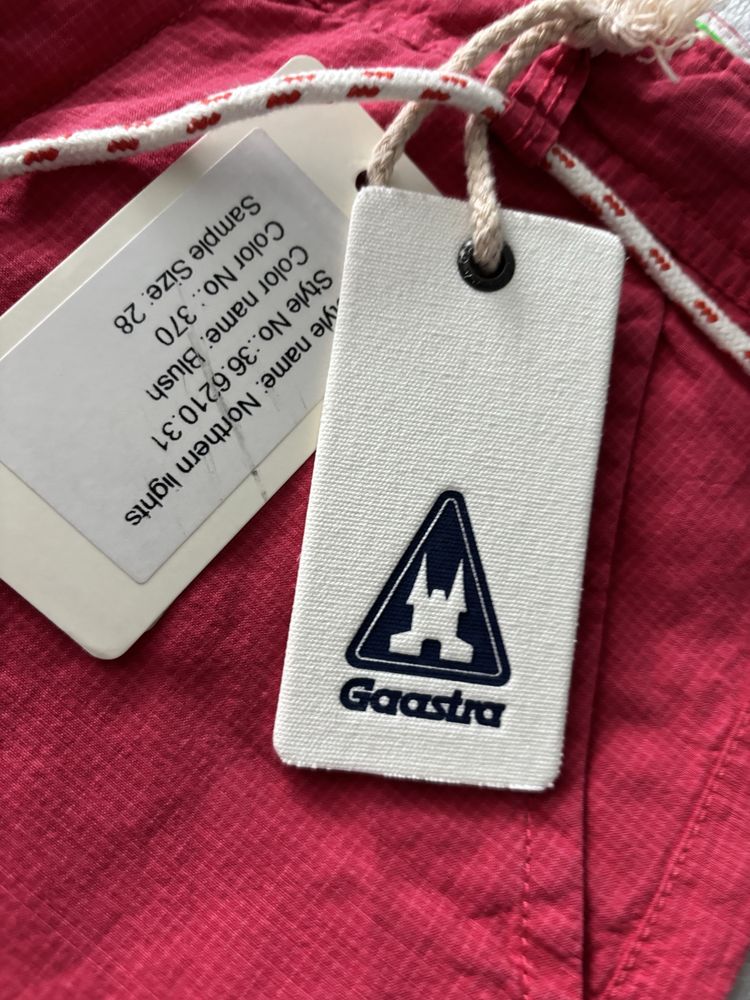 Style name: Northern lights
Style No.:36.6210.31
Color name: Blush
Color No.: 370
Sample Size: 28
Gaastra